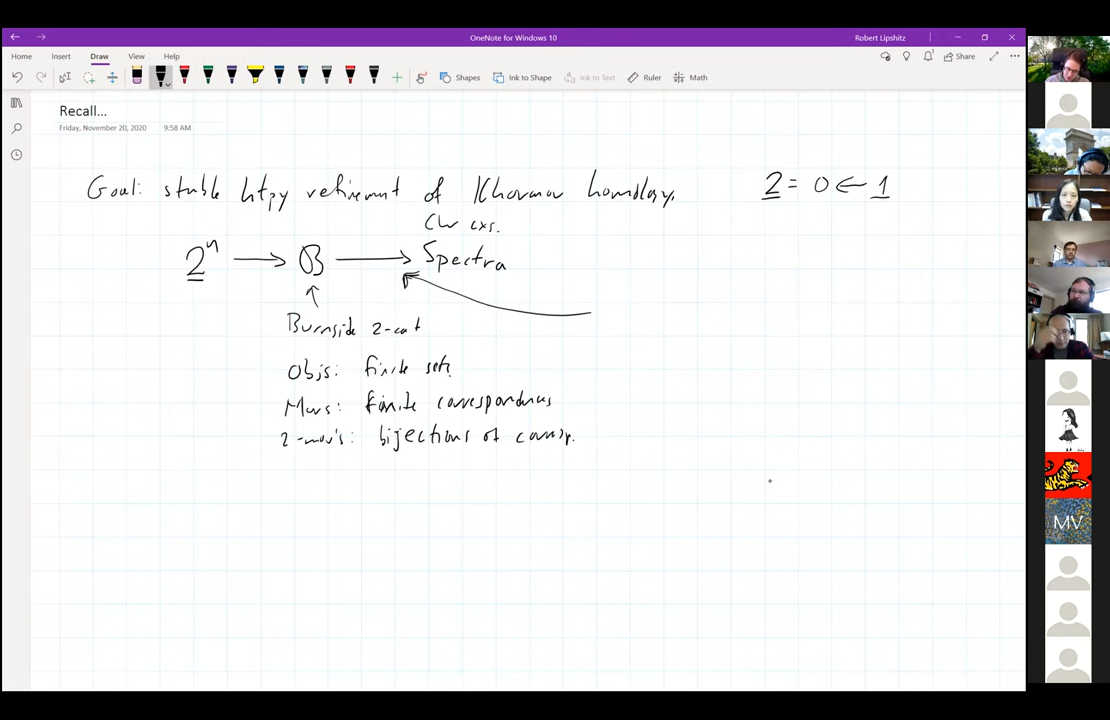 OneNote for Windows 10
Robert Lipshitz
Home Insert Draw View Help
Shapes Ink to Shape Ink to Text Ruler Math
Share
Recall...
Friday, November 20, 2020 9:58 AM
Goal: stable htpy refinement of Khovanov homology.
2 = 0 ← 1
CW cxs.
2ⁿ → B → Spectra
Burnside 2-cat
Objs: finite sets
Mors: finite correspondences
2-mor's: bijections of corresp.
MV